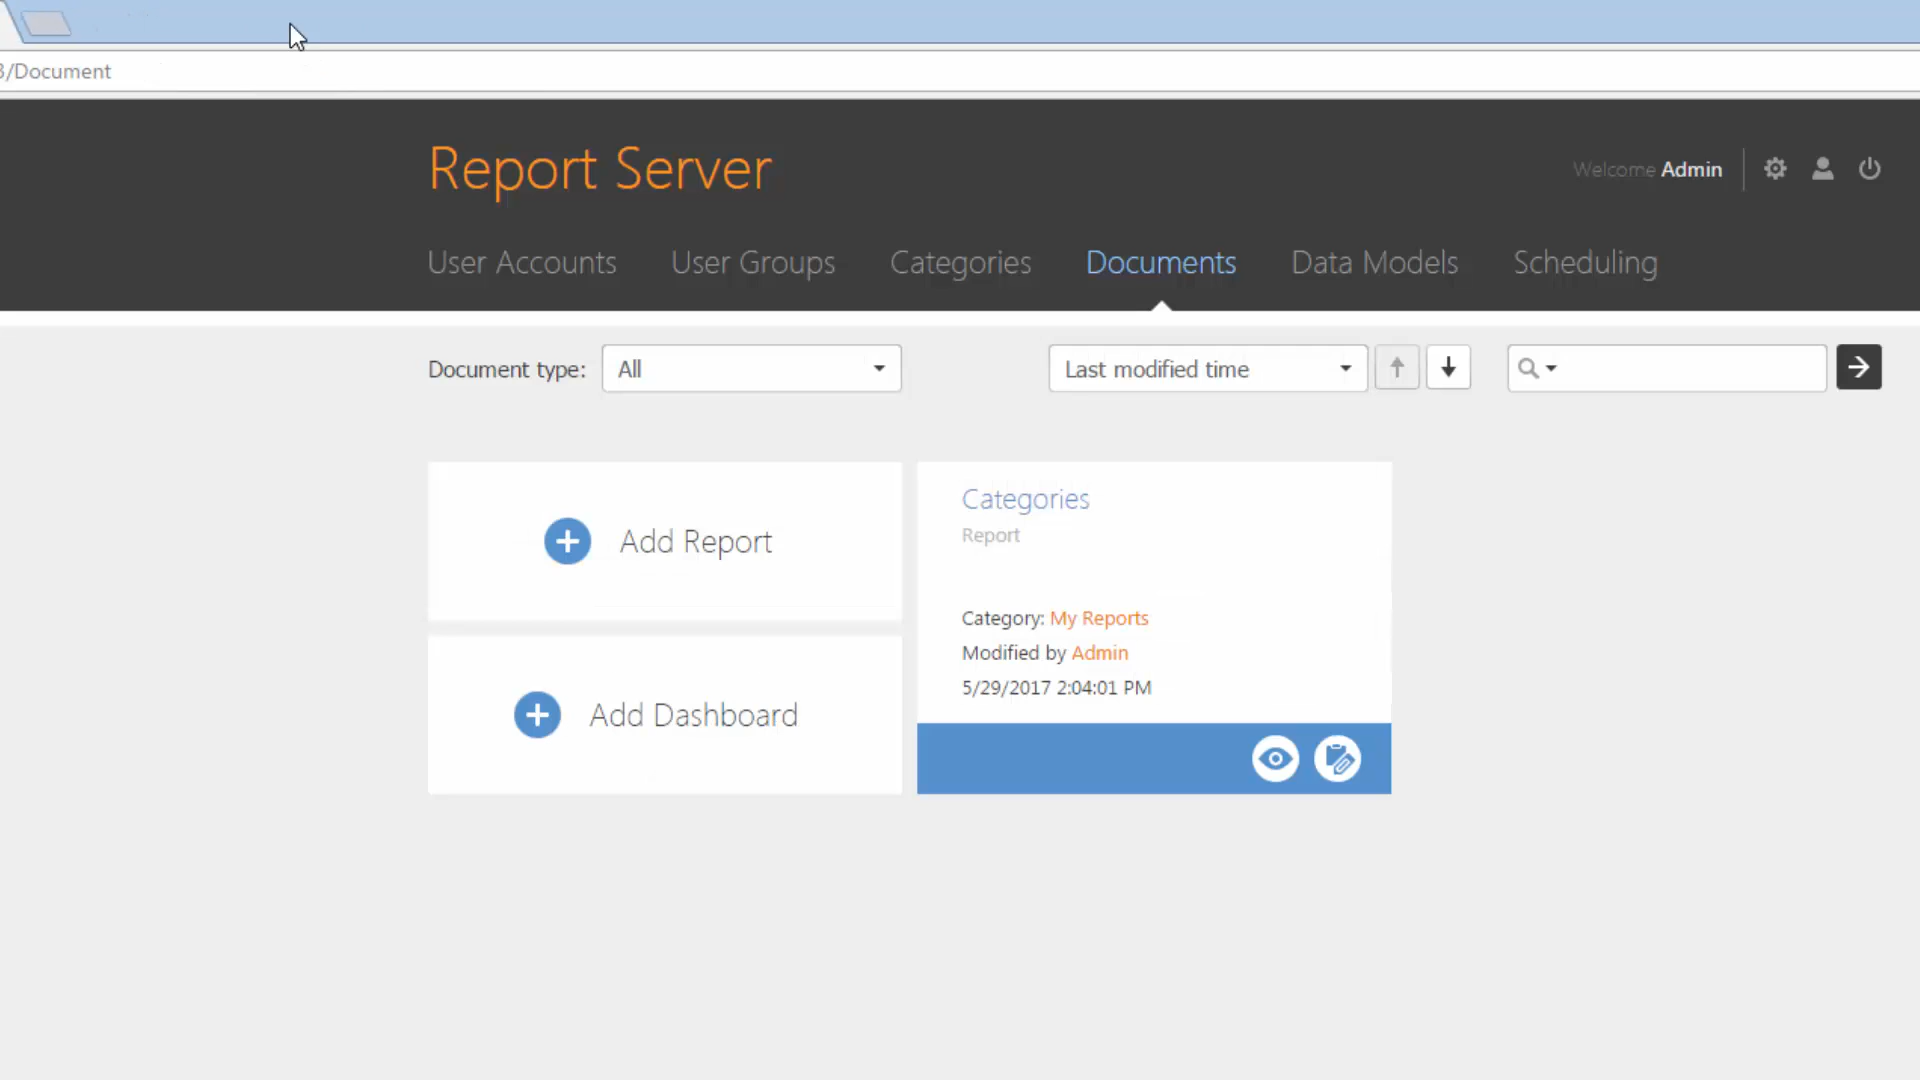 /Document
Report Server
Welcome Admin
User Accounts
User Groups
Categories
Documents
Data Models
Scheduling
Document type:
All
Last modified time
Add Report
Add Dashboard
Categories
Report
Category: My Reports
Modified by Admin
5/29/2017 2:04:01 PM